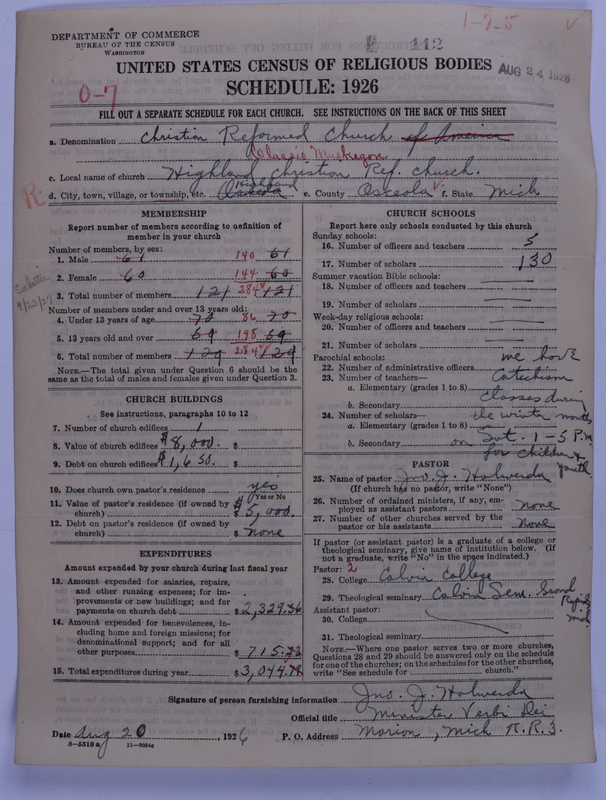 1-7-5 v
DEPARTMENT OF COMMERCE
BUREAU OF THE CENSUS
WASHINGTON
112
UNITED STATES CENSUS OF RELIGIOUS BODIES
AUG 24 1926
SCHEDULE: 1926
0-7
FILL OUT A SEPARATE SCHEDULE FOR EACH CHURCH. SEE INSTRUCTIONS ON THE BACK OF THIS SHEET
a. Denomination Christian Reformed Church of America
Classis Muskegon
c. Local name of church Highland Christian Ref. Church.
R
d. City, town, village, or township, etc. Osceola Highland e. County Osceola f. State Mich
MEMBERSHIP
Report number of members according to definition of member in your church
Number of members, by sex:
1. Male 61 140 61
2. Female 60 144 60
3. Total number of members 121 284 121
9/22/27
Number of members under and over 13 years old:
4. Under 13 years of age 70 86 70
5. 13 years old and over 59 198 59
6. Total number of members 129 284 129
NOTE.—The total given under Question 6 should be the same as the total of males and females given under Question 3.
CHURCH BUILDINGS
See instructions, paragraphs 10 to 12
7. Number of church edifices 1
8. Value of church edifices $8,000. $
9. Debt on church edifices $1,650. $
10. Does church own pastor's residence yes
Yes or No
11. Value of pastor's residence (if owned by church) $ 5,000.
12. Debt on pastor's residence (if owned by church) $ none
EXPENDITURES
Amount expended by your church during last fiscal year
13. Amount expended for salaries, repairs, and other running expenses; for improvements or new buildings; and for payments on church debt $2,329.56
14. Amount expended for benevolences, including home and foreign missions; for denominational support; and for all other purposes $ 715.23
15. Total expenditures during year $3,044.79
CHURCH SCHOOLS
Report here only schools conducted by this church
Sunday schools:
16. Number of officers and teachers 5
17. Number of scholars 130
Summer vacation Bible schools:
18. Number of officers and teachers
19. Number of scholars
Week-day religious schools:
20. Number of officers and teachers
21. Number of scholars
Parochial schools: we have
22. Number of administrative officers
23. Number of teachers— Catechism
a. Elementary (grades 1 to 8)
b. Secondary classes during
24. Number of scholars— the winter months
a. Elementary (grades 1 to 8)
b. Secondary on Sat. 1-5 P.M.
for children & youth
PASTOR
25. Name of pastor Jno. J. Holwerda
(If church has no pastor, write "None")
26. Number of ordained ministers, if any, employed as assistant pastors none
27. Number of other churches served by the pastor or his assistants none
If pastor (or assistant pastor) is a graduate of a college or theological seminary, give name of institution below. (If not a graduate, write "No" in the space indicated.)
Pastor: 2
28. College Calvin College
29. Theological seminary Calvin Sem. Grand Rapids Mich
Assistant pastor:
30. College
31. Theological seminary
NOTE.—Where one pastor serves two or more churches, Questions 28 and 29 should be answered only on the schedule for one of the churches; on the schedules for the other churches, write "See schedule for church."
Signature of person furnishing information Jno. J. Holwerda
Official title Minister Verbi Dei
Date Aug 20, 1926 P. O. Address Marion, Mich R.R.3.
8-5518a 11-9054a